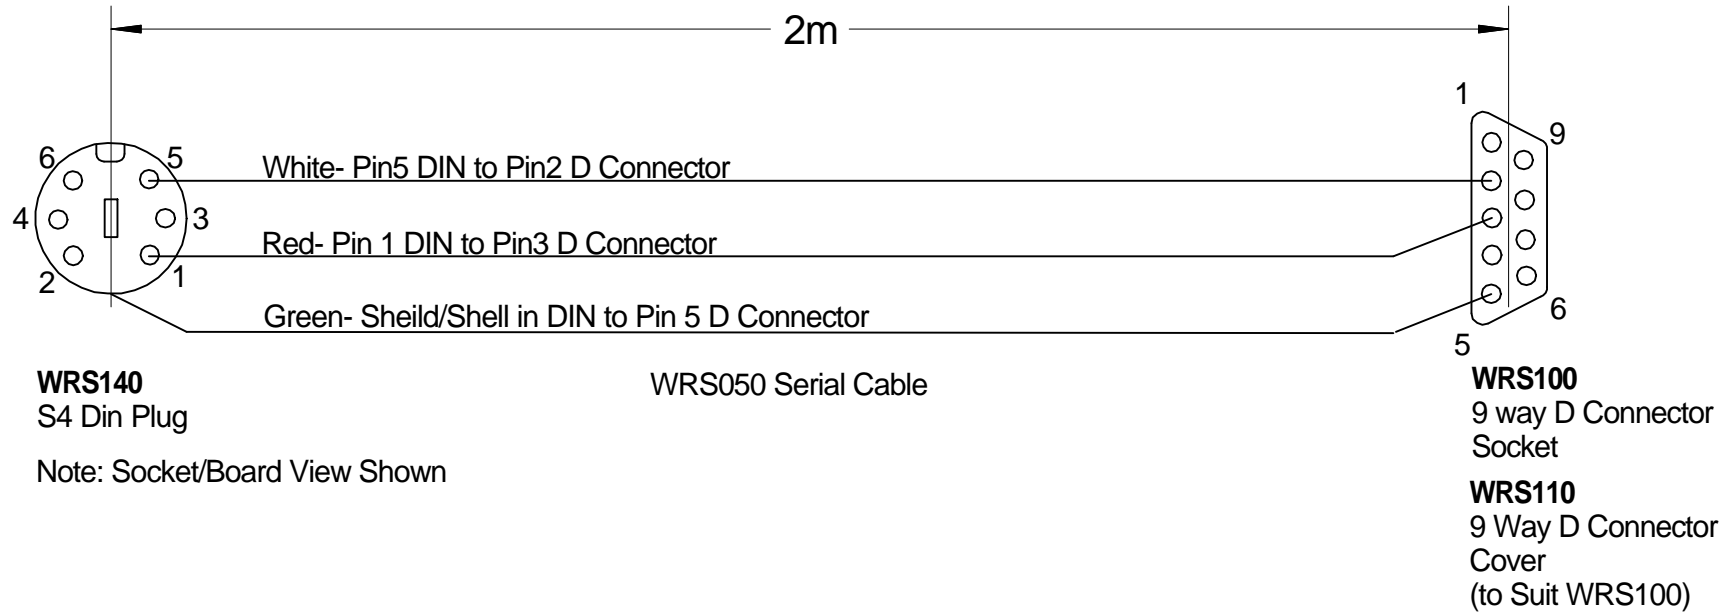 2m
1
9
6
5
White- Pin5 DIN to Pin2 D Connector
4
3
Red- Pin 1 DIN to Pin3 D Connector
2
1
Green- Sheild/Shell in DIN to Pin 5 D Connector
6
5
WRS140
S4 Din Plug
Note: Socket/Board View Shown
WRS050 Serial Cable
WRS100
9 way D Connector
Socket
WRS110
9 Way D Connector
Cover
(to Suit WRS100)